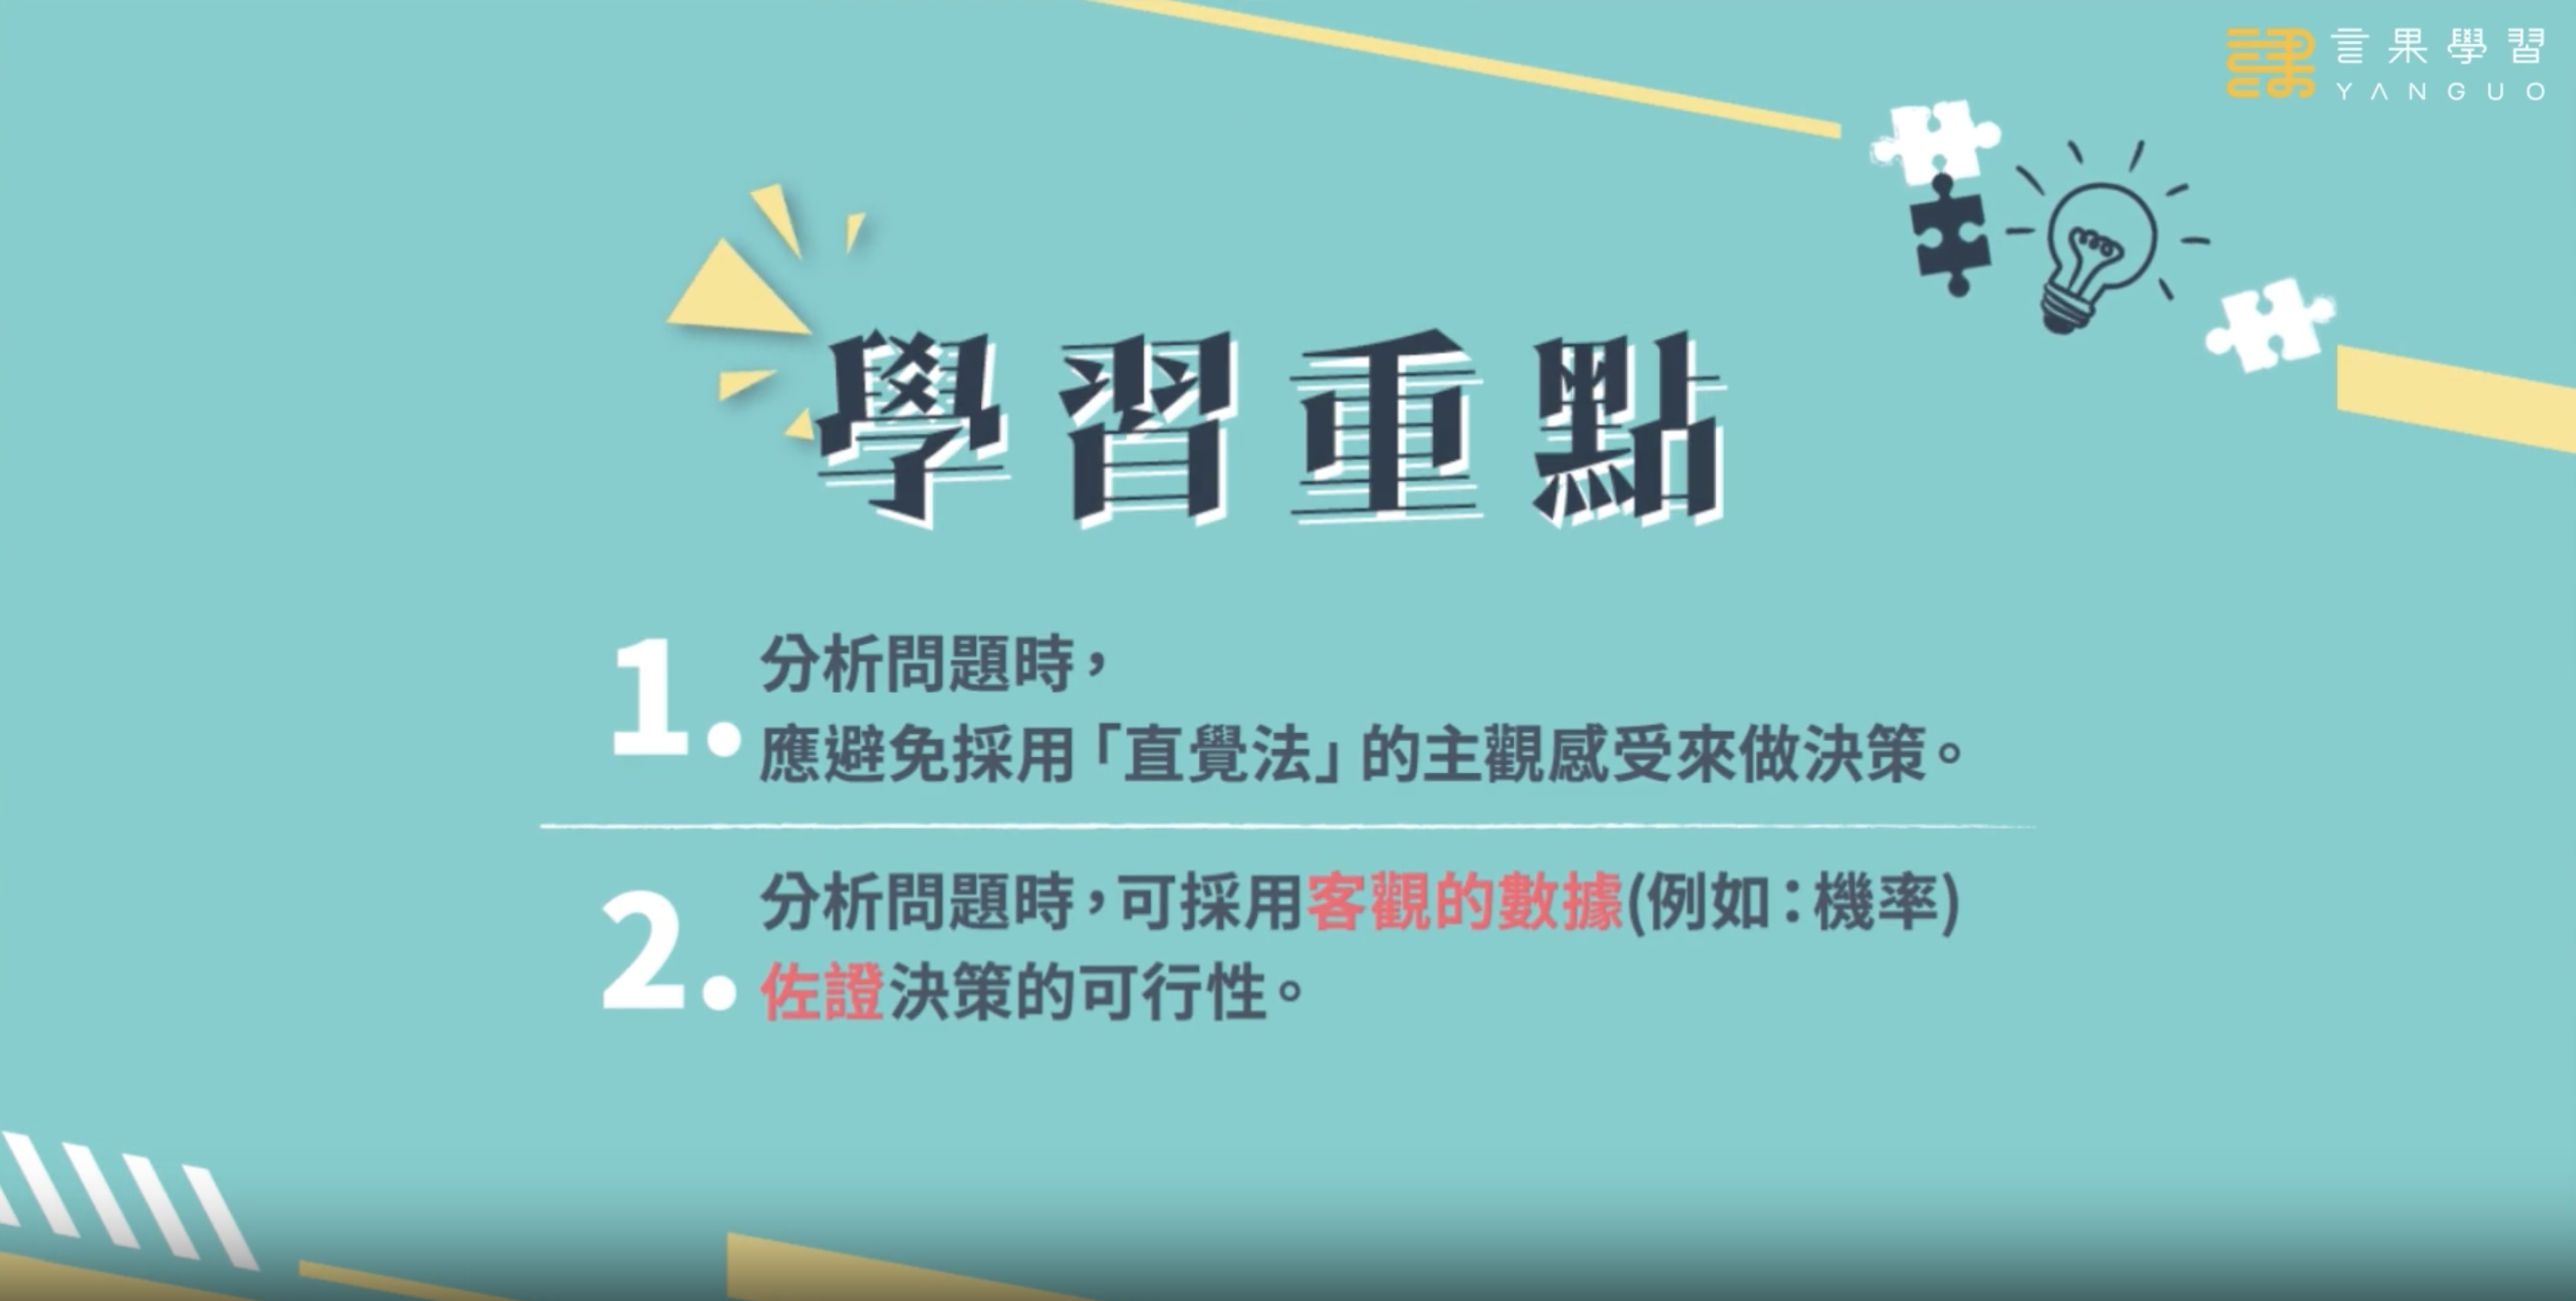 言果學習
YANGUO
學習重點
1. 分析問題時，
應避免採用「直覺法」的主觀感受來做決策。
2. 分析問題時，可採用客觀的數據(例如：機率)
佐證決策的可行性。